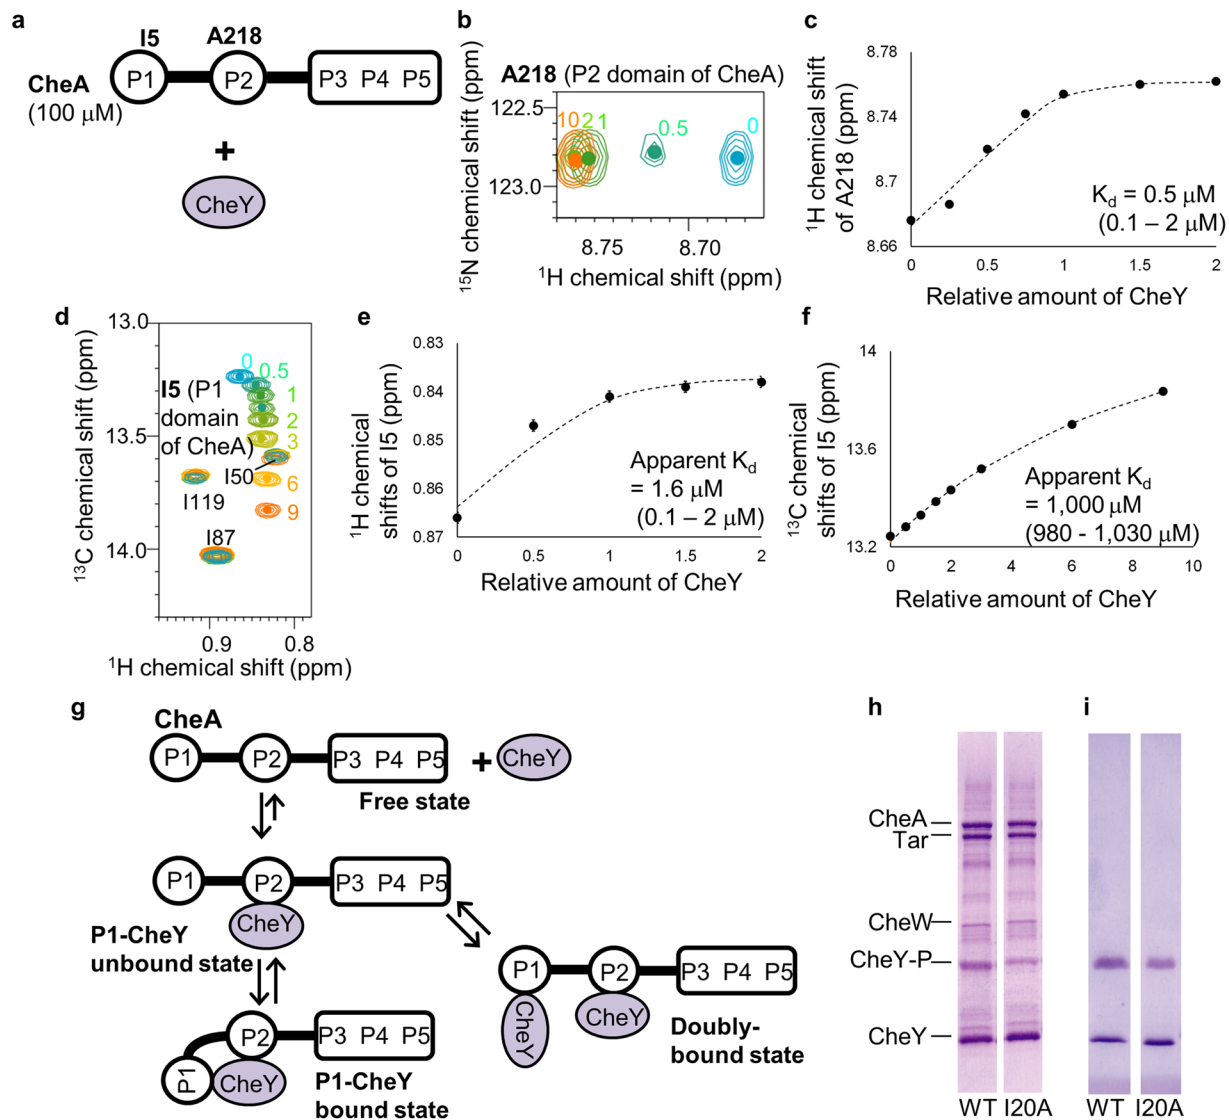 a
I5
A218
P1
P2
P3 P4 P5
CheA
(100 μM)
+
CheY
b
A218 (P2 domain of CheA)
15N chemical shift (ppm)
122.5
123.0
10 2 1
0.5
0
8.75
8.70
1H chemical shift (ppm)
c
1H chemical shift
of A218 (ppm)
8.78
8.74
8.7
8.66
Kd = 0.5 μM
(0.1 – 2 μM)
0 0.5 1 1.5 2
Relative amount of CheY
d
13C chemical shift (ppm)
13.0
13.5
14.0
0
0.5
1
2
3
6
9
I5 (P1
domain
of CheA)
I50
I119
I87
0.9 0.8
1H chemical shift (ppm)
e
1H chemical
shifts of I5 (ppm)
0.83
0.84
0.85
0.86
0.87
Apparent Kd
= 1.6 μM
(0.1 – 2 μM)
0 0.5 1 1.5 2
Relative amount of CheY
f
13C chemical
shifts of I5 (ppm)
14
13.6
13.2
Apparent Kd
= 1,000 μM
(980 - 1,030 μM)
0 2 4 6 8 10
Relative amount of CheY
g
CheA
P1
P2
P3 P4 P5
+
CheY
Free state
P1
P2
P3 P4 P5
CheY
P1-CheY
unbound state
P1
P2
P3 P4 P5
CheY
CheY
Doubly-
bound state
P2
P3 P4 P5
P1
CheY
P1-CheY
bound state
h
CheA
Tar
CheW
CheY-P
CheY
WT I20A
i
WT I20A